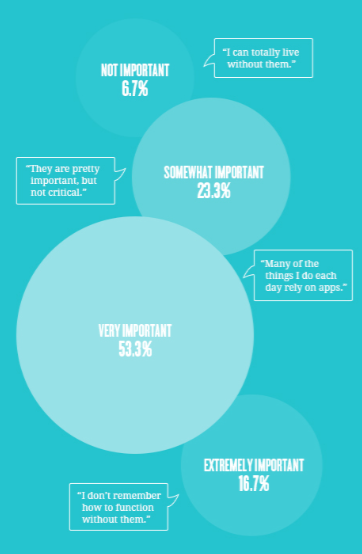 NOT IMPORTANT
6.7%
“I can totally live
without them.”
SOMEWHAT IMPORTANT
23.3%
“They are pretty
important, but
not critical.”
“Many of the
things I do each
day rely on apps.”
VERY IMPORTANT
53.3%
EXTREMELY IMPORTANT
16.7%
“I don’t remember
how to function
without them.”